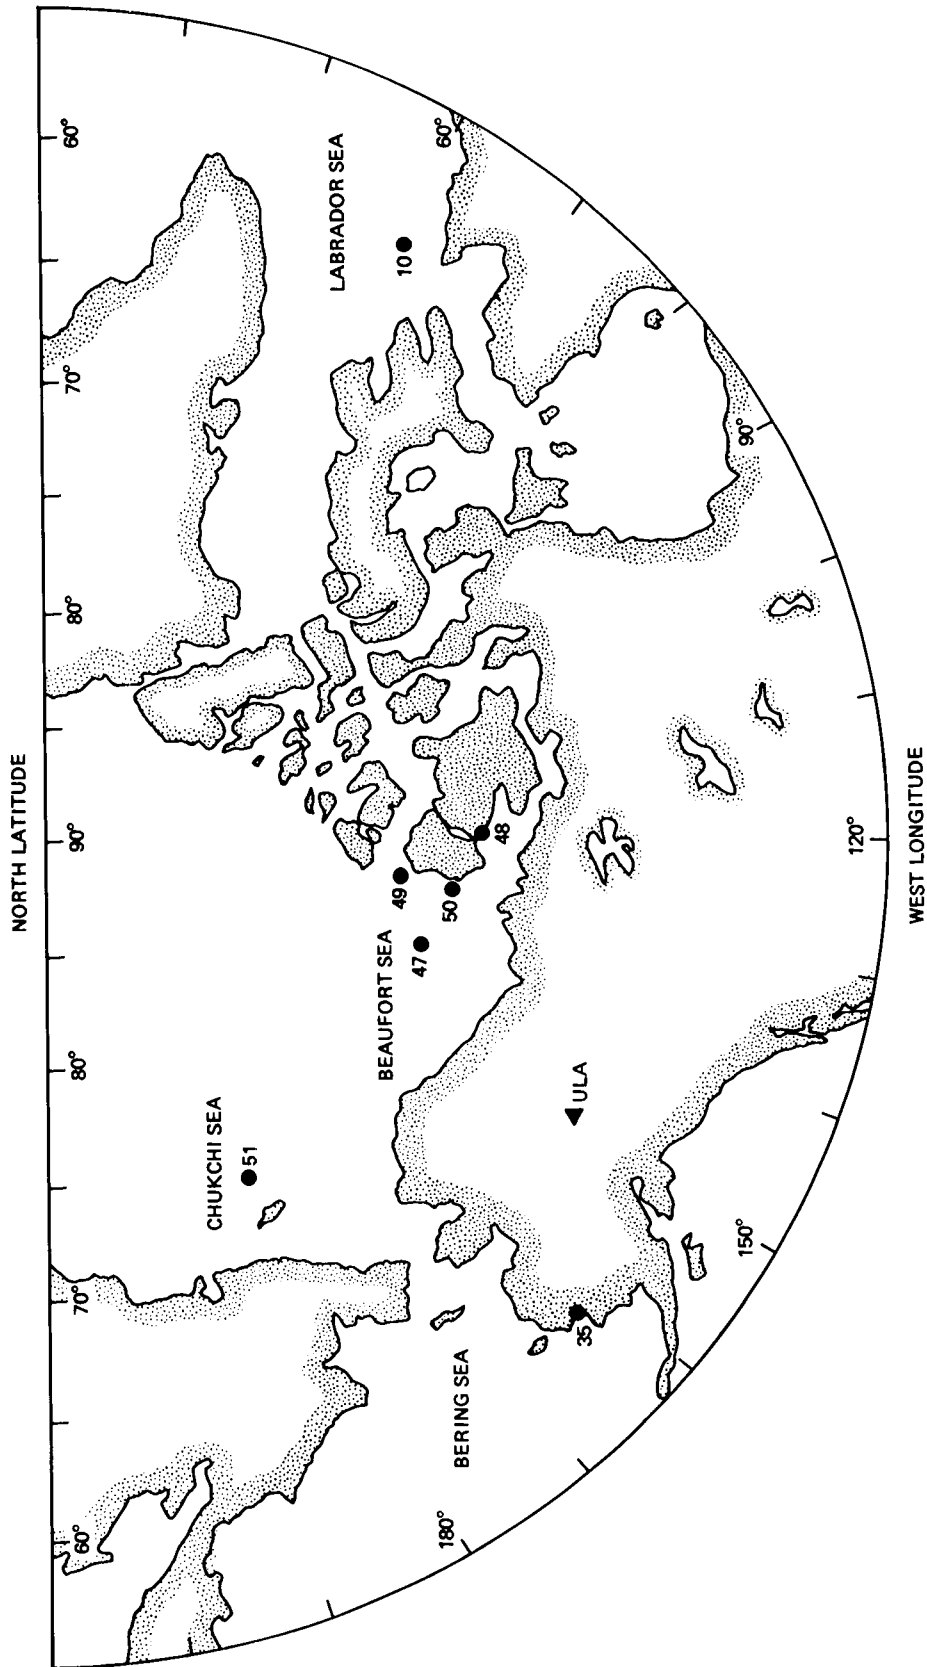 NORTH LATITUDE
60°
70°
80°
90°
80°
70°
60°
CHUKCHI SEA
51
BEAUFORT SEA
47
49
50
48
LABRADOR SEA
10
BERING SEA
35
ULA
180°
150°
120°
90°
60°
WEST LONGITUDE